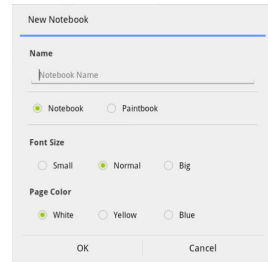 New Notebook
Name
Notebook Name
Notebook Paintbook
Font Size
Small Normal Big
Page Color
White Yellow Blue
OK Cancel